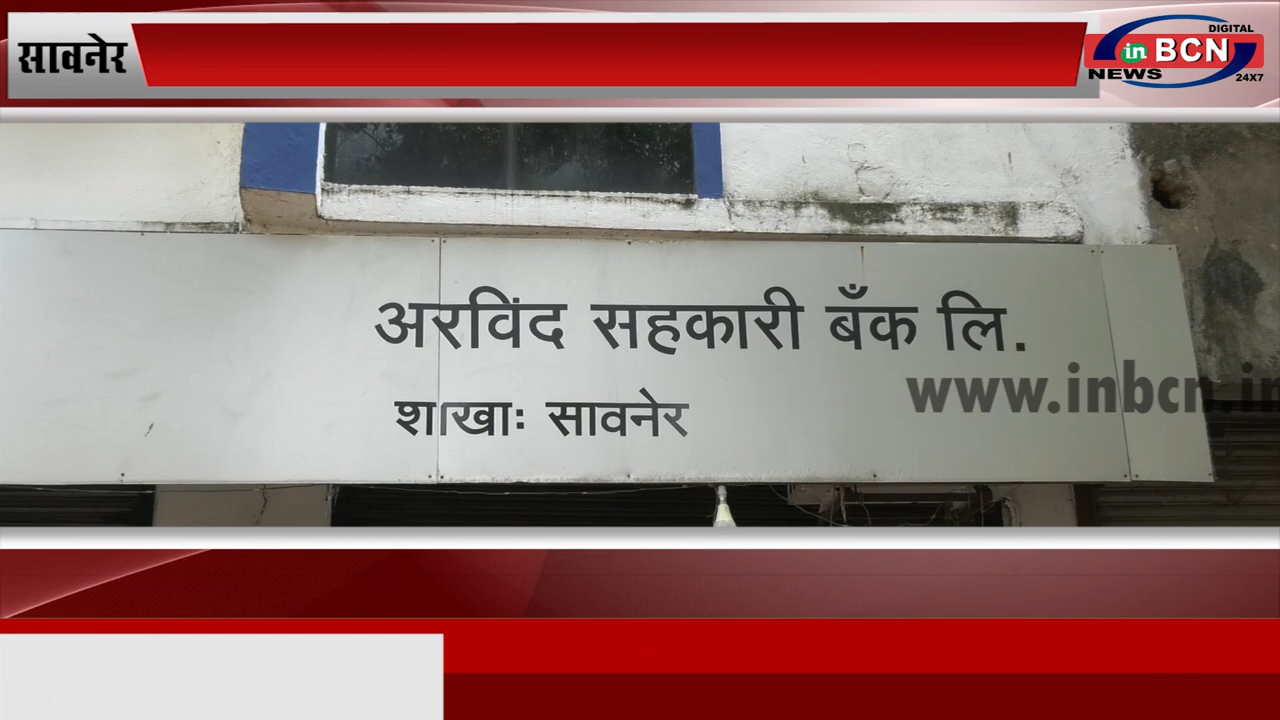 सावनेर
DIGITAL
in BCN
NEWS 24X7
अरविंद सहकारी बँक लि.
शाखाः सावनेर
www.inbcn.in